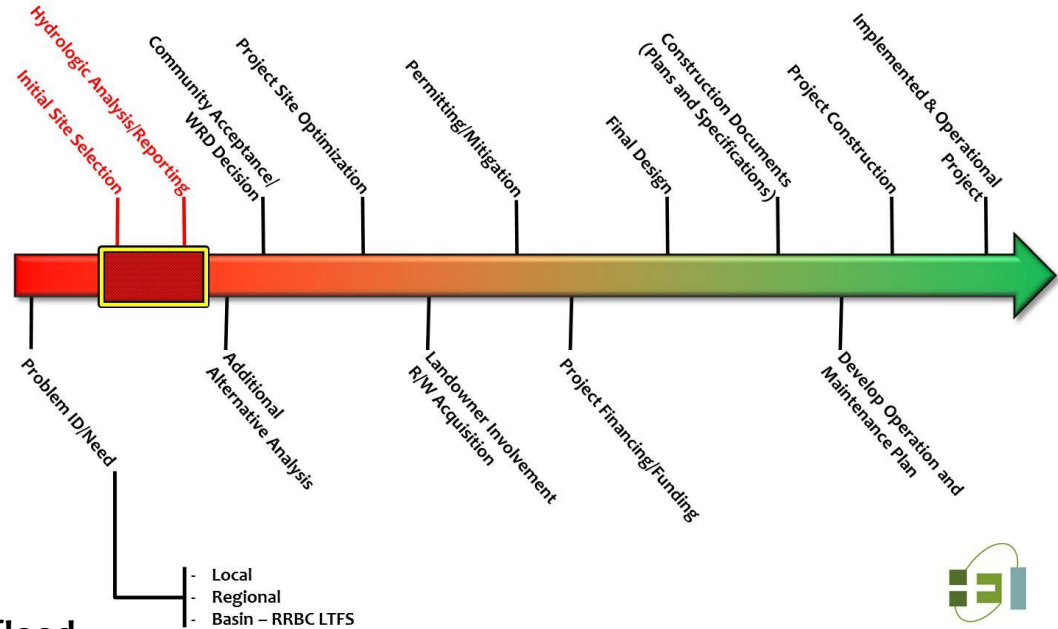 Initial Site Selection
Hydrologic Analysis/Reporting
Community Acceptance/
WRD Decision
Project Site Optimization
Permitting/Mitigation
Final Design
Construction Documents
(Plans and Specifications)
Project Construction
Implemented & Operational
Project
Problem ID/Need
Additional
Alternative Analysis
Landowner Involvement
R/W Acquisition
Project Financing/Funding
Develop Operation and
Maintenance Plan
- Local
- Regional
- Basin – RRBC LTFS